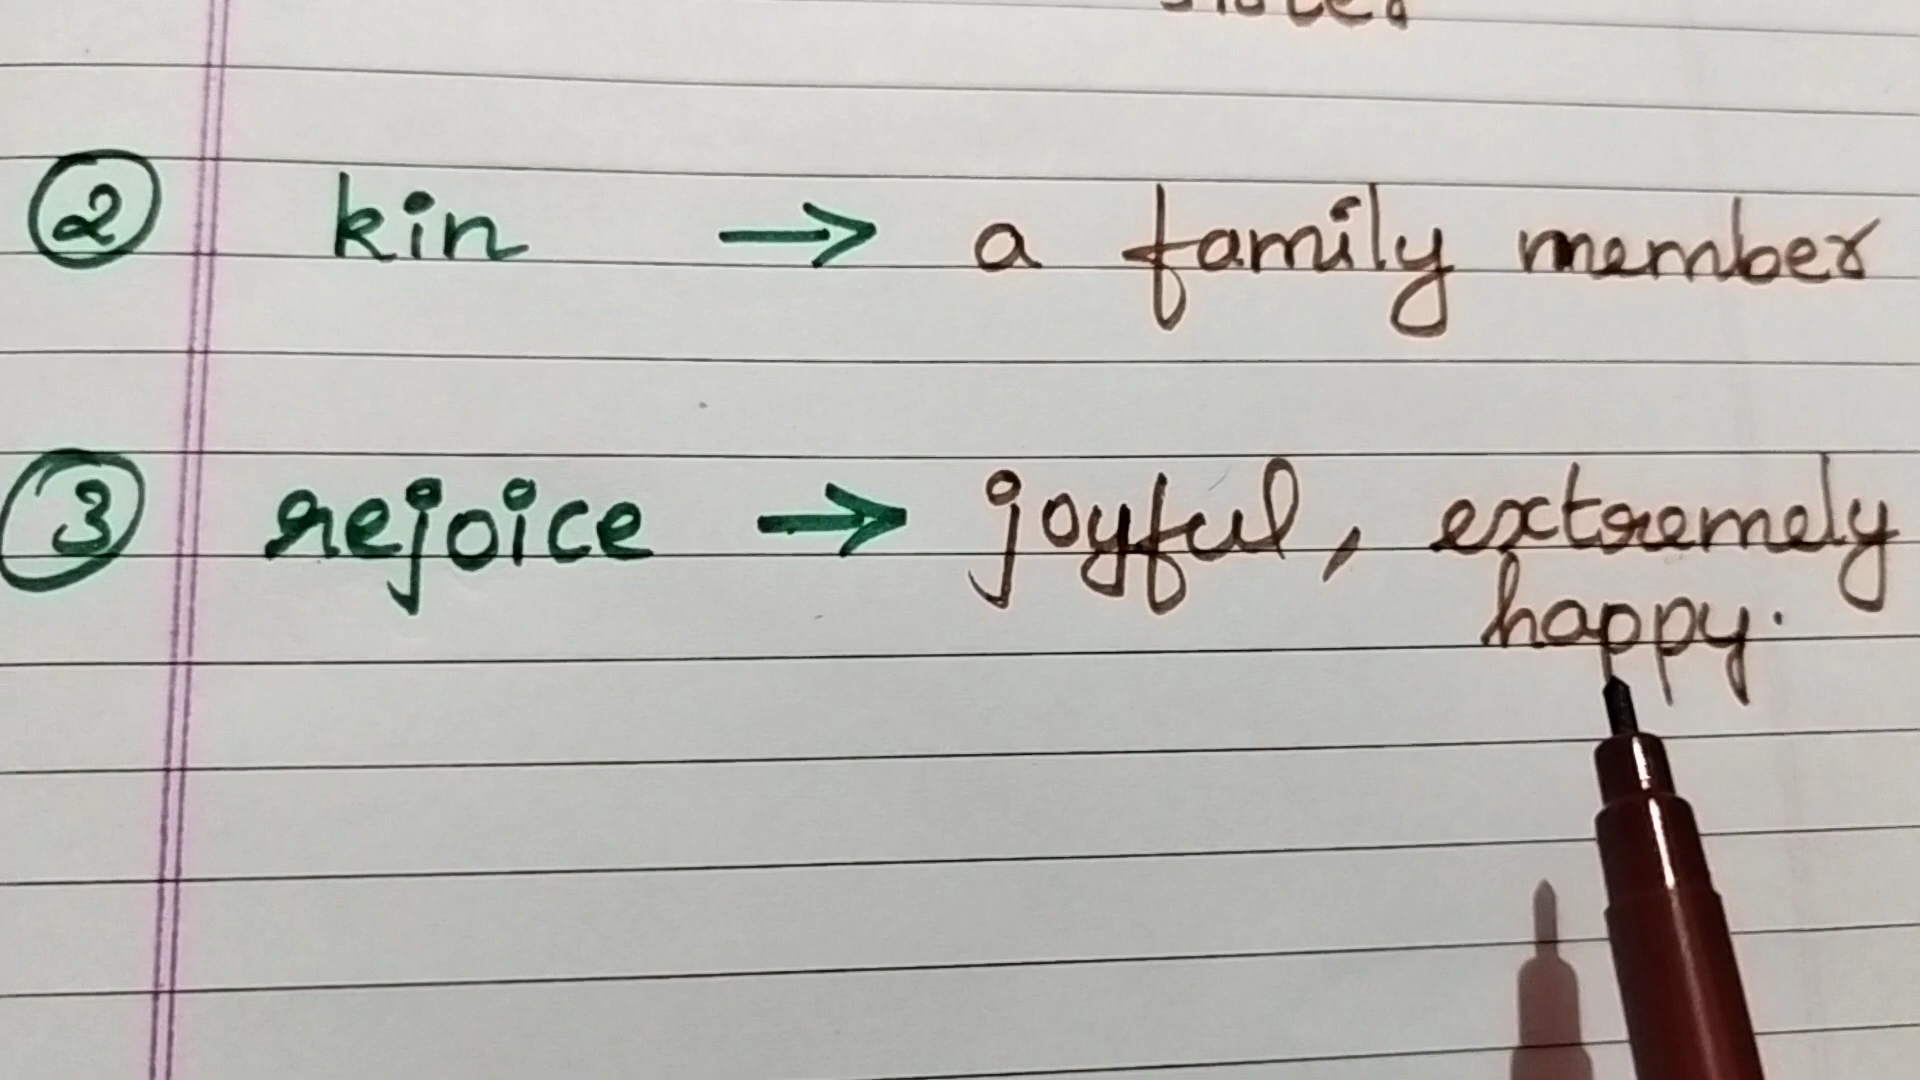 ② kin → a family member
③ rejoice → joyful, extremely
happy.